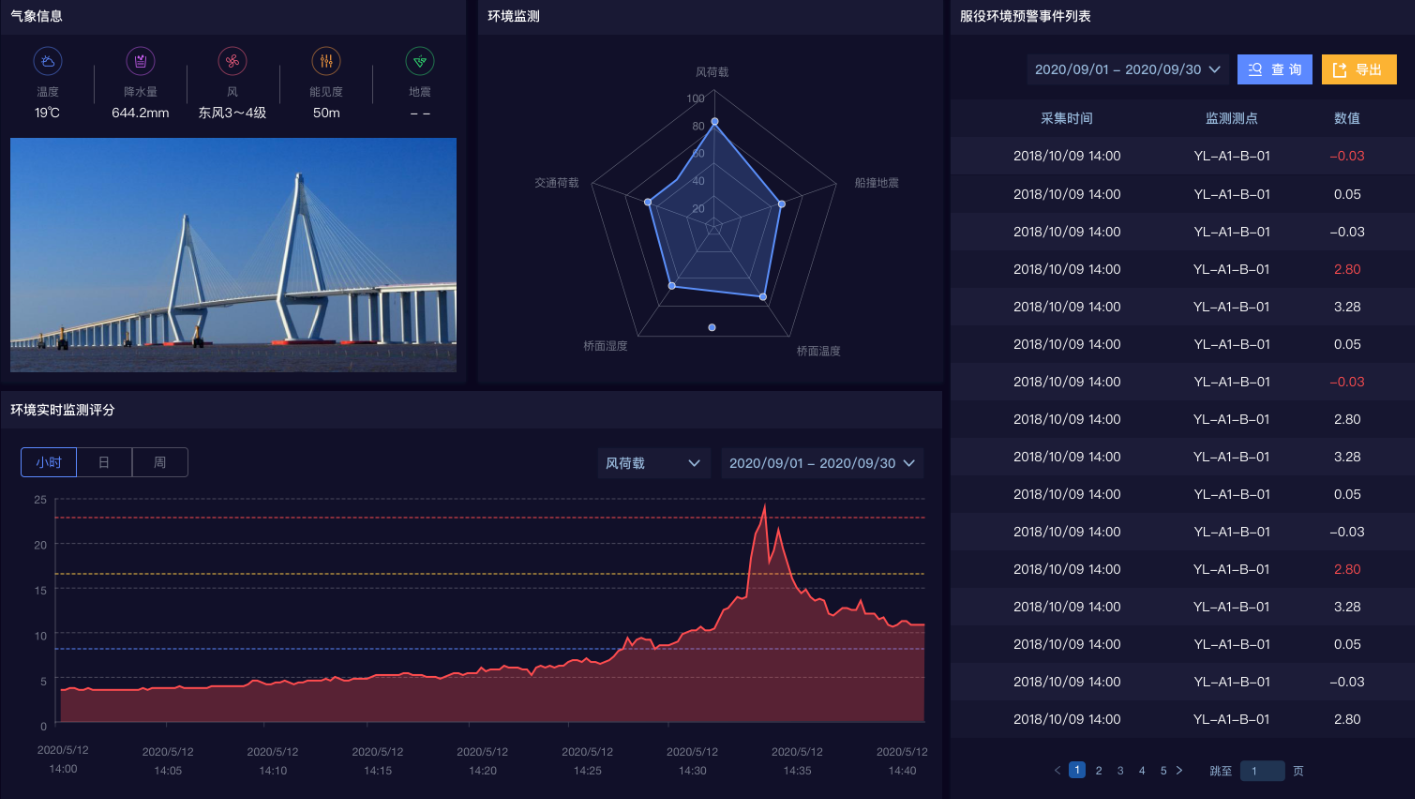 气象信息
温度 降水量 风 能见度 地震
19℃ 644.2mm 东风3～4级 50m – –
环境监测
风荷载
100
80
60
40
20
交通荷载
船撞地震
桥面湿度
桥面温度
环境实时监测评分
小时 日 周
风荷载 2020/09/01 – 2020/09/30
25
20
15
10
5
0
2020/5/12 2020/5/12 2020/5/12 2020/5/12 2020/5/12 2020/5/12 2020/5/12 2020/5/12 2020/5/12
14:00 14:05 14:10 14:15 14:20 14:25 14:30 14:35 14:40
服役环境预警事件列表
2020/09/01 – 2020/09/30 查 询 导出
采集时间 监测测点 数值
2018/10/09 14:00 YL–A1–B–01 –0.03
2018/10/09 14:00 YL–A1–B–01 0.05
2018/10/09 14:00 YL–A1–B–01 –0.03
2018/10/09 14:00 YL–A1–B–01 2.80
2018/10/09 14:00 YL–A1–B–01 3.28
2018/10/09 14:00 YL–A1–B–01 0.05
2018/10/09 14:00 YL–A1–B–01 –0.03
2018/10/09 14:00 YL–A1–B–01 2.80
2018/10/09 14:00 YL–A1–B–01 3.28
2018/10/09 14:00 YL–A1–B–01 0.05
2018/10/09 14:00 YL–A1–B–01 –0.03
2018/10/09 14:00 YL–A1–B–01 2.80
2018/10/09 14:00 YL–A1–B–01 3.28
2018/10/09 14:00 YL–A1–B–01 0.05
2018/10/09 14:00 YL–A1–B–01 –0.03
2018/10/09 14:00 YL–A1–B–01 2.80
1 2 3 4 5 跳至 1 页